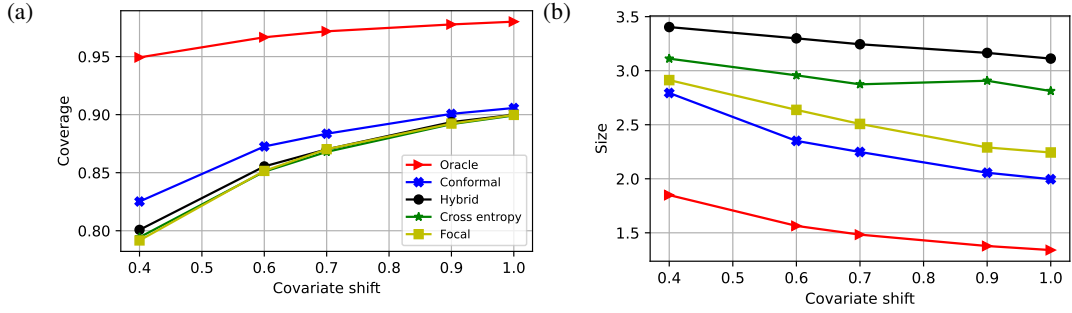 (a)
Coverage
0.95
0.90
0.85
0.80
0.4 0.5 0.6 0.7 0.8 0.9 1.0
Covariate shift
Oracle
Conformal
Hybrid
Cross entropy
Focal
(b)
Size
3.5
3.0
2.5
2.0
1.5
0.4 0.5 0.6 0.7 0.8 0.9 1.0
Covariate shift